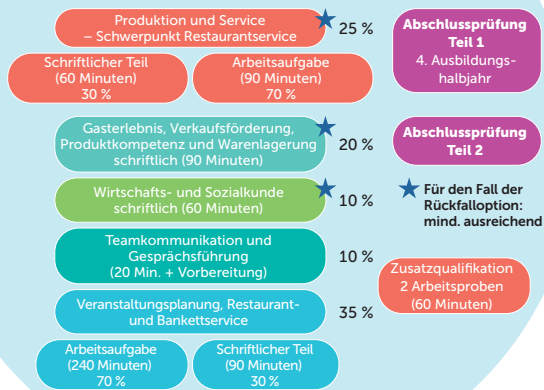 Produktion und Service
– Schwerpunkt Restaurantservice
25 %
Schriftlicher Teil
(60 Minuten)
30 %
Arbeitsaufgabe
(90 Minuten)
70 %
Abschlussprüfung
Teil 1
4. Ausbildungs-
halbjahr
Gasterlebnis, Verkaufsförderung,
Produktkompetenz und Warenlagerung
schriftlich (90 Minuten)
20 %
Abschlussprüfung
Teil 2
Wirtschafts- und Sozialkunde
schriftlich (60 Minuten)
10 %
Für den Fall der
Rückfalloption:
mind. ausreichend
Teamkommunikation und
Gesprächsführung
(20 Min. + Vorbereitung)
10 %
Zusatzqualifikation
2 Arbeitsproben
(60 Minuten)
Veranstaltungsplanung, Restaurant-
und Bankettservice
35 %
Arbeitsaufgabe
(240 Minuten)
70 %
Schriftlicher Teil
(90 Minuten)
30 %